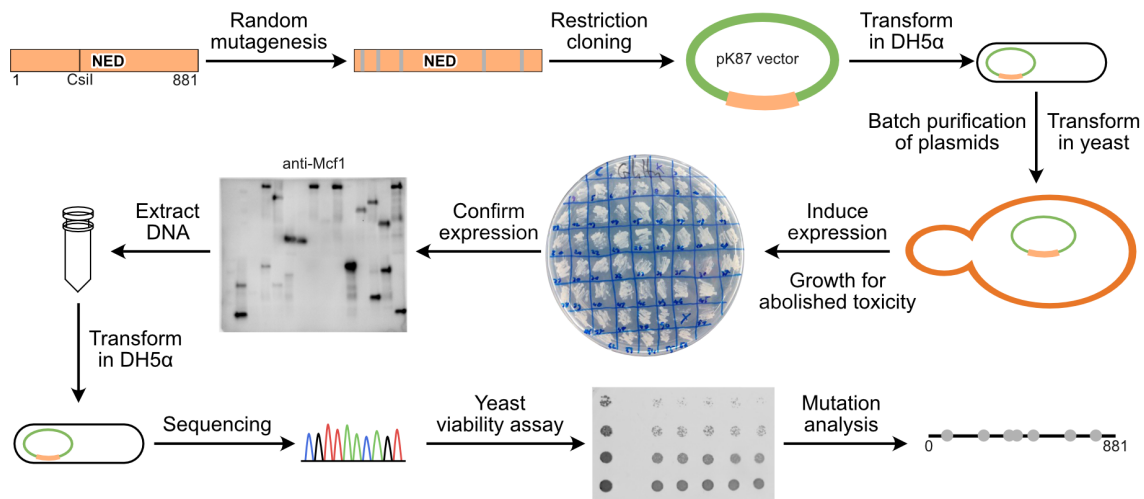 Random
mutagenesis
Restriction
cloning
Transform
in DH5α
NED
1
CsiI
881
NED
pK87 vector
Batch purification
of plasmids
Transform
in yeast
anti-Mcf1
Extract
DNA
Confirm
expression
Induce
expression
Growth for
abolished toxicity
Transform
in DH5α
Sequencing
Yeast
viability assay
Mutation
analysis
0
881